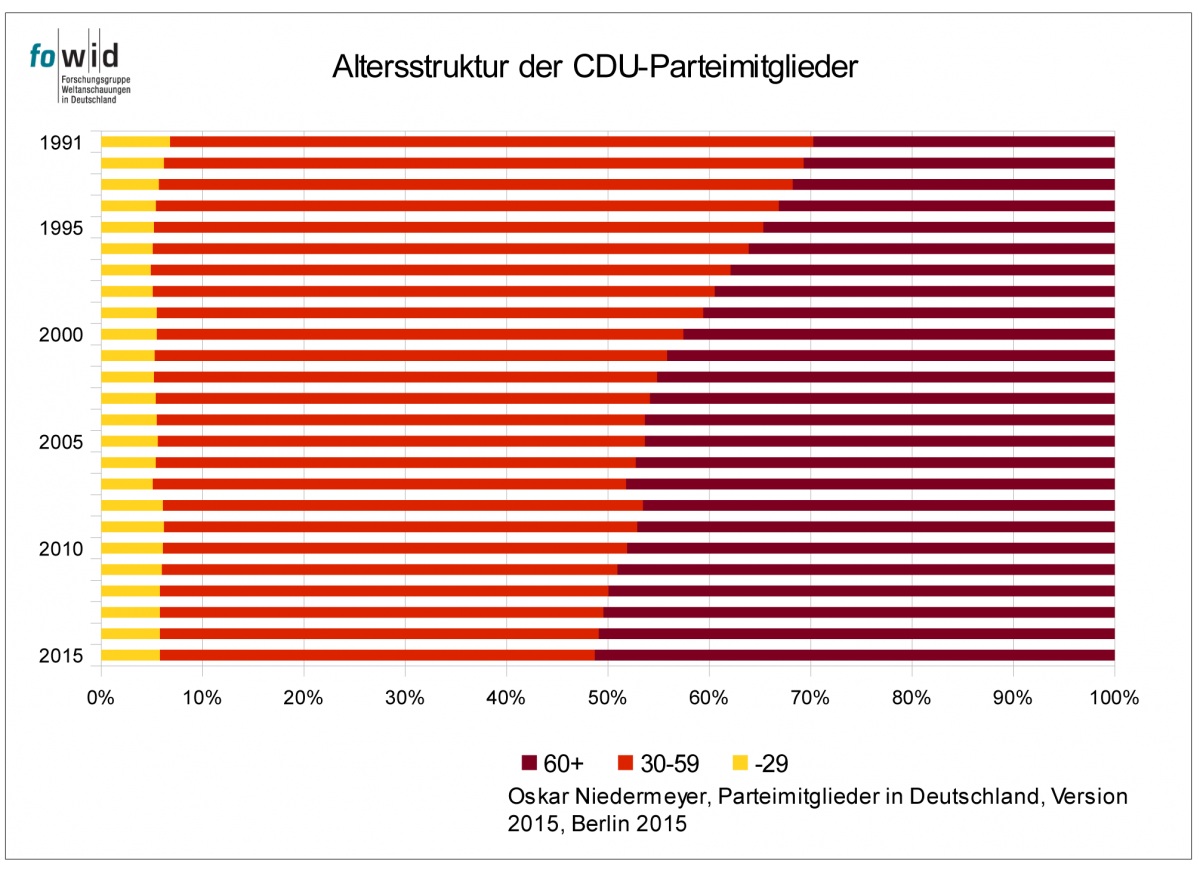 fowid
Forschungsgruppe
Weltanschauungen
in Deutschland
Altersstruktur der CDU-Parteimitglieder
1991
1995
2000
2005
2010
2015
0% 10% 20% 30% 40% 50% 60% 70% 80% 90% 100%
60+ 30-59 -29
Oskar Niedermeyer, Parteimitglieder in Deutschland, Version
2015, Berlin 2015